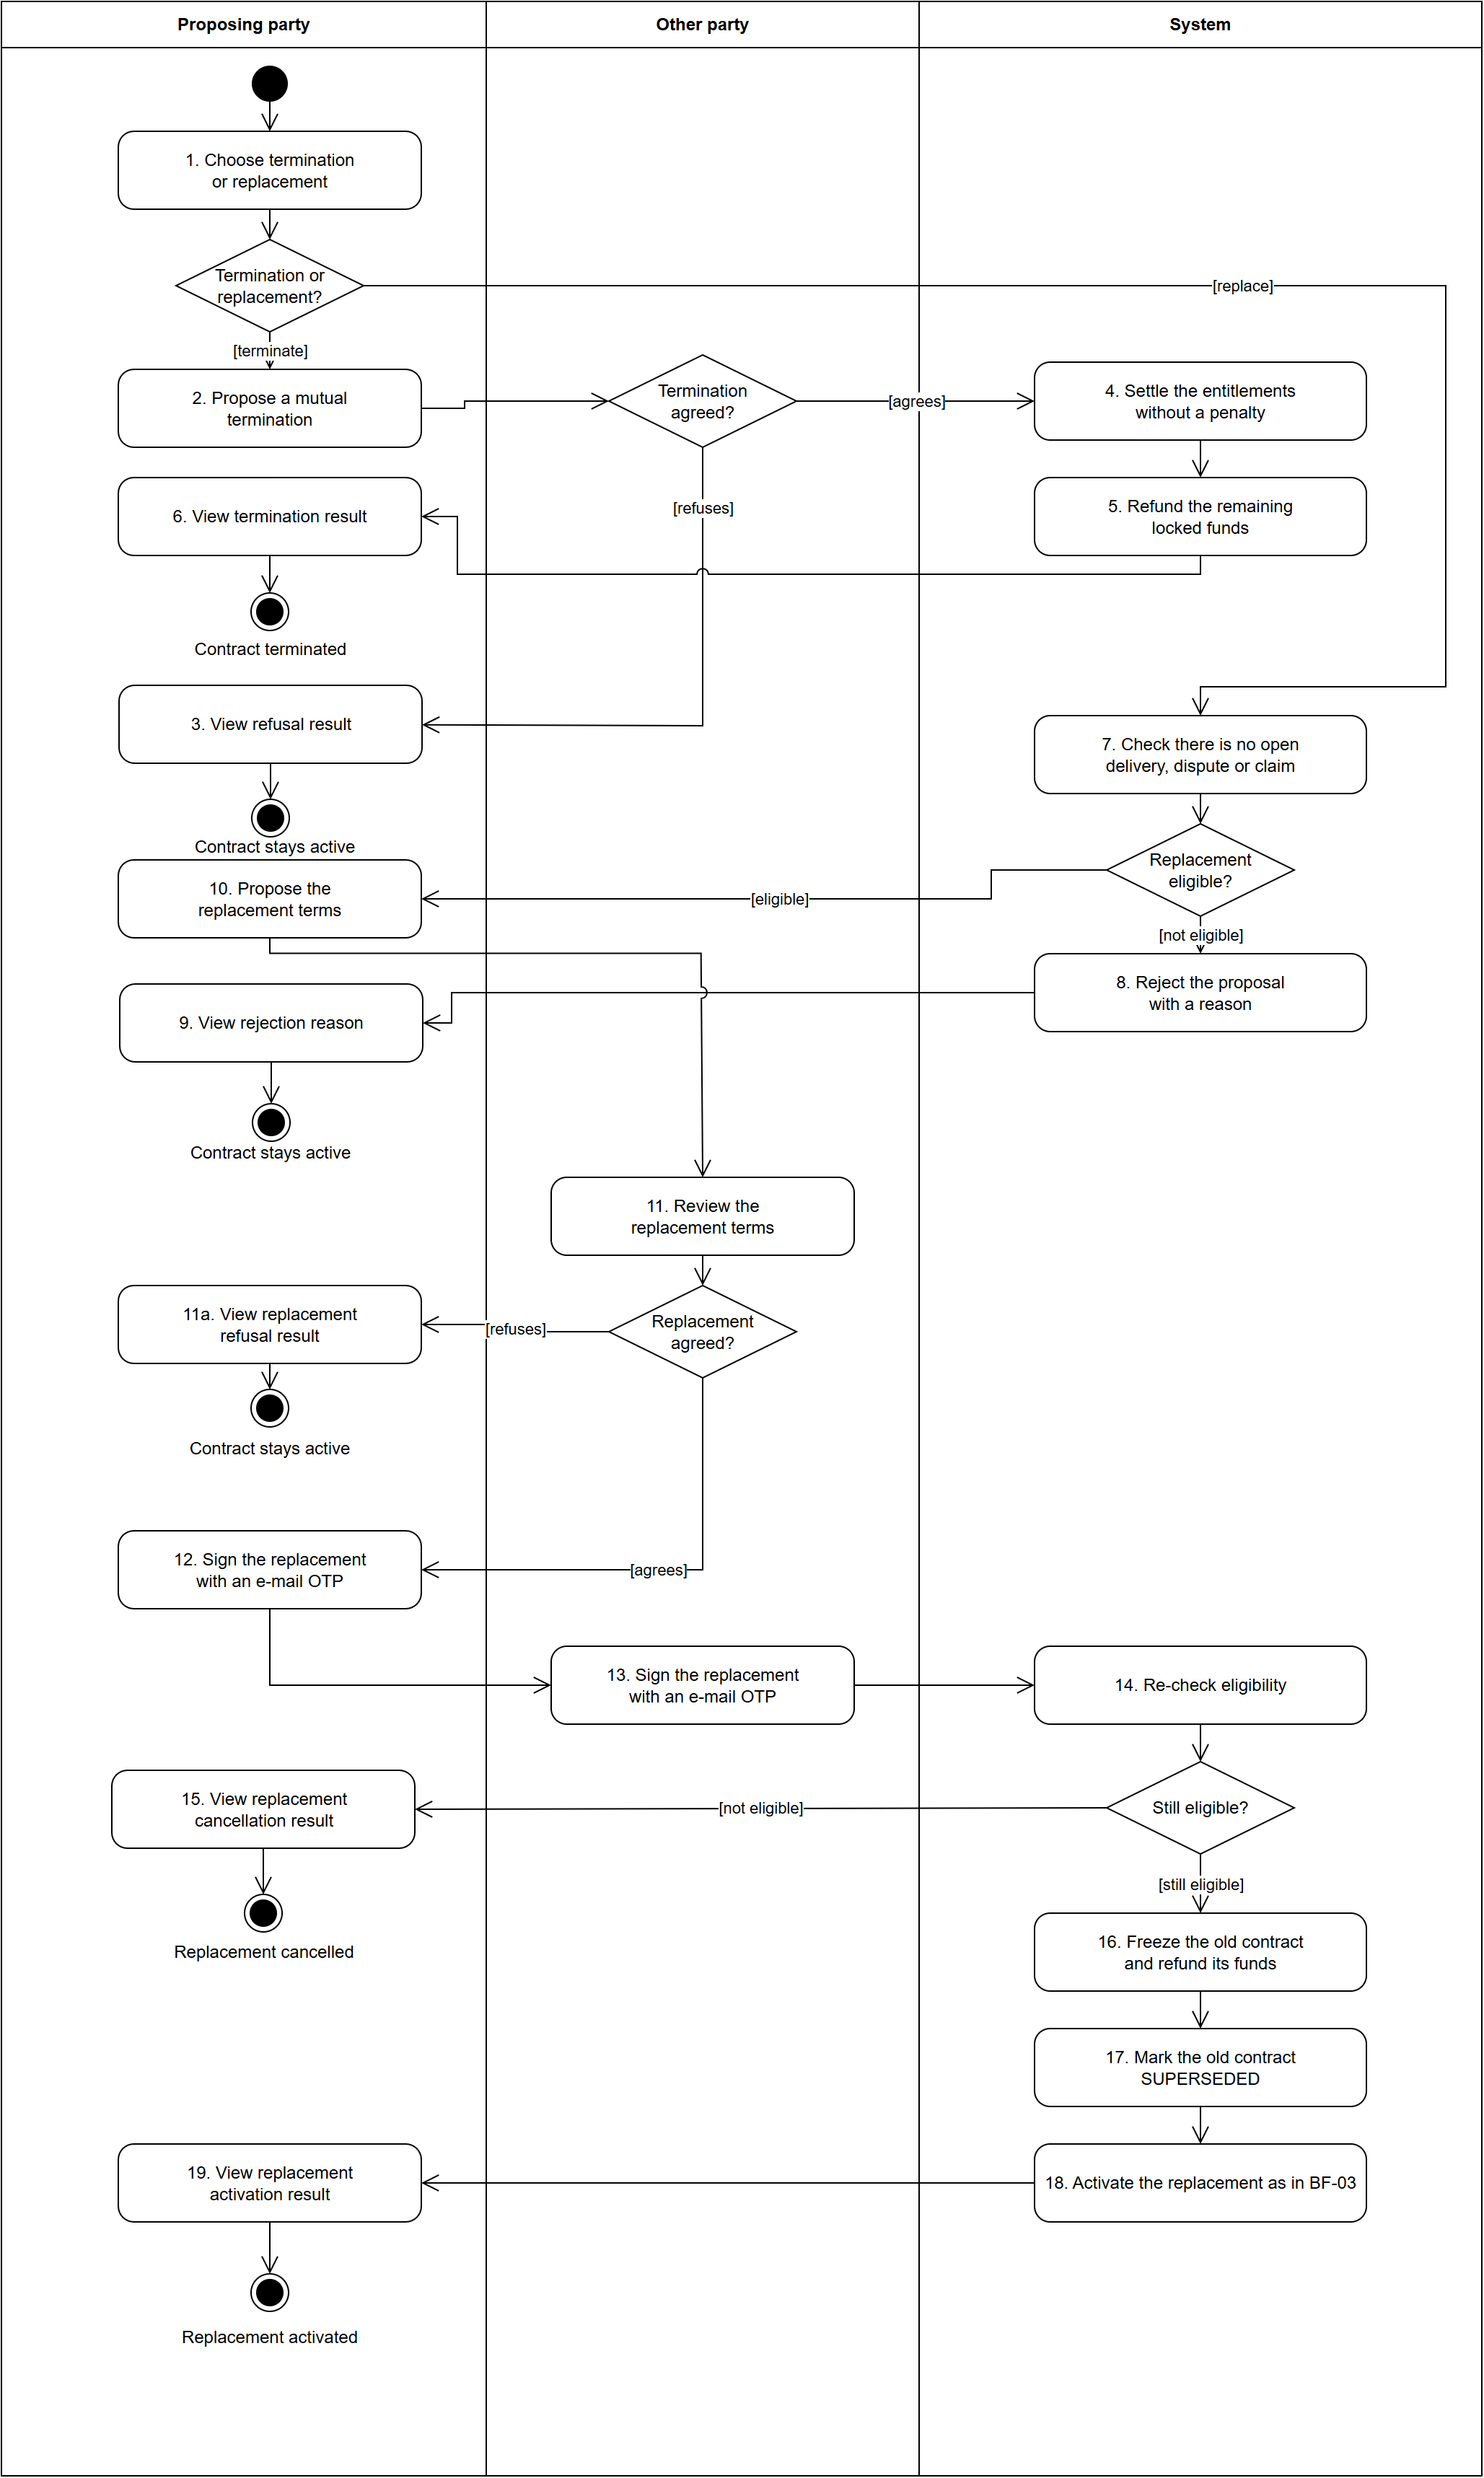 Proposing party
Other party
System
1. Choose termination
or replacement
Termination or
replacement?
[replace]
[terminate]
2. Propose a mutual
termination
Termination
agreed?
[agrees]
4. Settle the entitlements
without a penalty
[refuses]
6. View termination result
5. Refund the remaining
locked funds
Contract terminated
3. View refusal result
7. Check there is no open
delivery, dispute or claim
Contract stays active
Replacement
eligible?
10. Propose the
replacement terms
[eligible]
[not eligible]
8. Reject the proposal
with a reason
9. View rejection reason
Contract stays active
11. Review the
replacement terms
11a. View replacement
refusal result
[refuses]
Replacement
agreed?
Contract stays active
12. Sign the replacement
with an e-mail OTP
[agrees]
13. Sign the replacement
with an e-mail OTP
14. Re-check eligibility
15. View replacement
cancellation result
[not eligible]
Still eligible?
[still eligible]
Replacement cancelled
16. Freeze the old contract
and refund its funds
17. Mark the old contract
SUPERSEDED
19. View replacement
activation result
18. Activate the replacement as in BF-03
Replacement activated